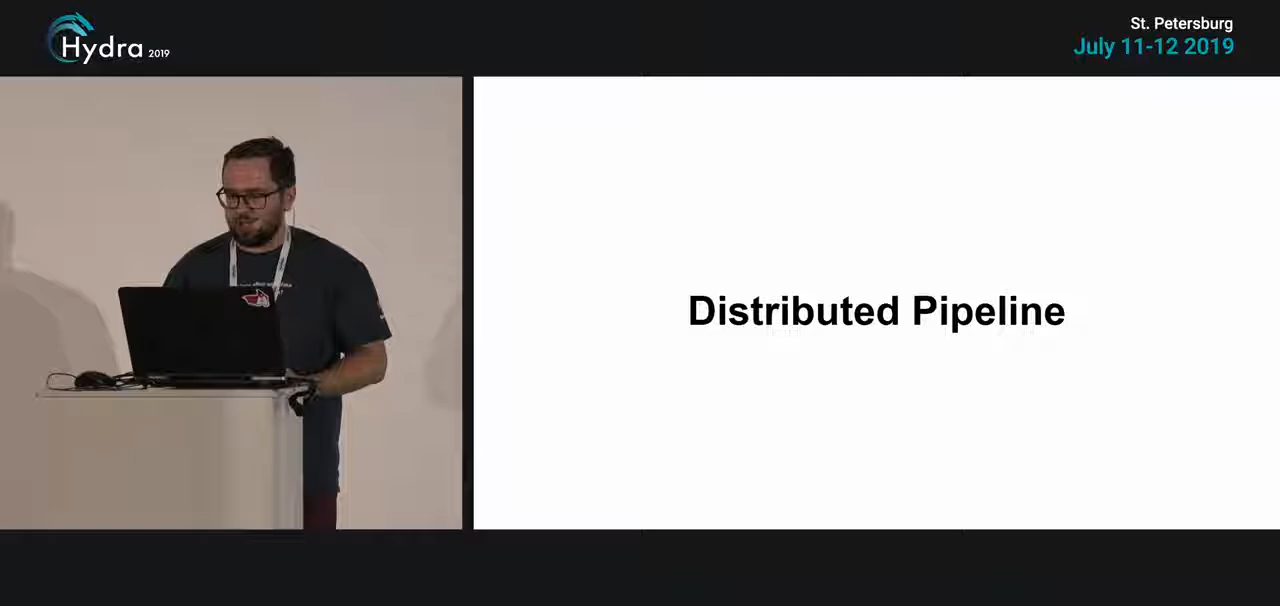 Hydra 2019
St. Petersburg
July 11-12 2019
Distributed Pipeline